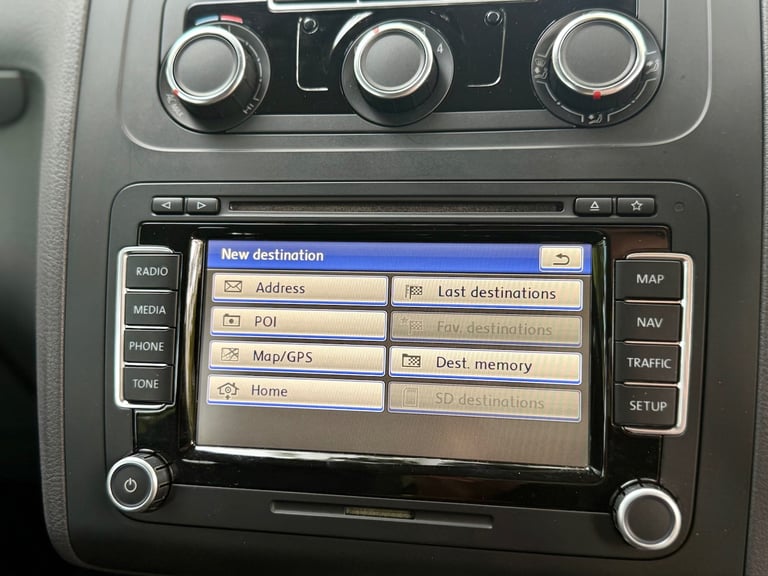 4
New destination
RADIO
MEDIA
PHONE
TONE
Address
POI
Map/GPS
Home
Last destinations
Fav. destinations
Dest. memory
SD destinations
MAP
NAV
TRAFFIC
SETUP